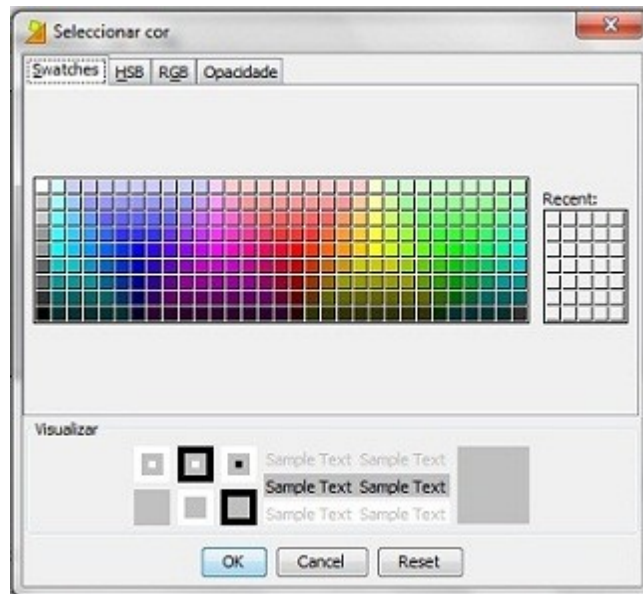 Seleccionar cor
Swatches HSB RGB Opacidade
Recent:
Visualizar
Sample Text Sample Text
Sample Text Sample Text
Sample Text Sample Text
OK Cancel Reset